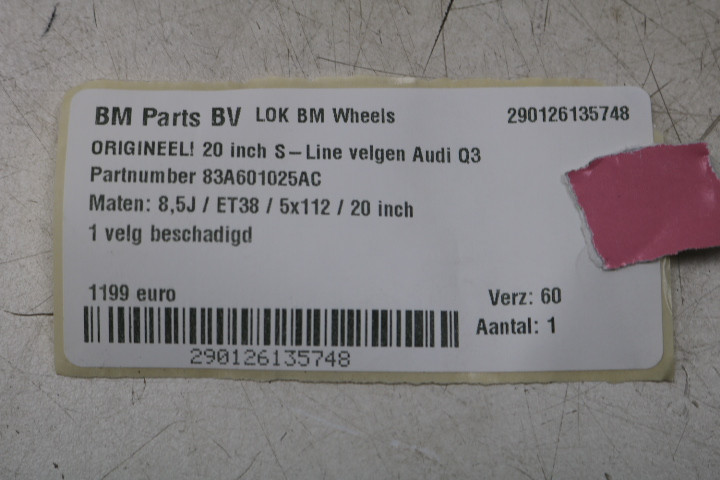 BM Parts BV LOK BM Wheels 290126135748
ORIGINEEL! 20 inch S-Line velgen Audi Q3
Partnumber 83A601025AC
Maten: 8,5J / ET38 / 5x112 / 20 inch
1 velg beschadigd
1199 euro Verz: 60
Aantal: 1
290126135748